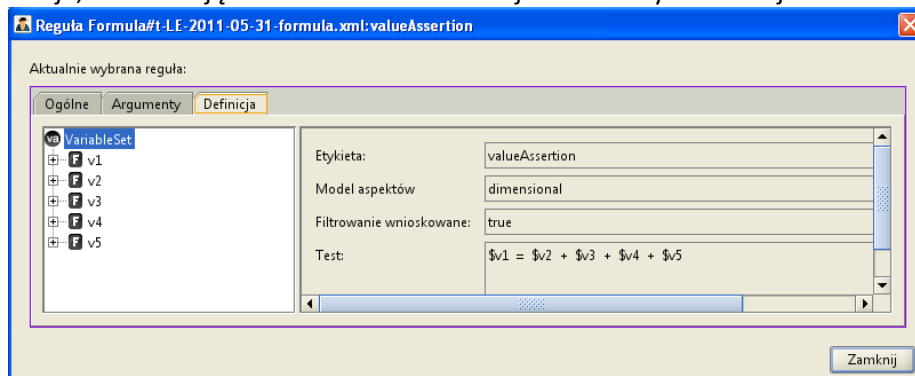 Reguła Formula#t-LE-2011-05-31-formula.xml:valueAssertion
Aktualnie wybrana reguła:
Ogólne Argumenty Definicja
va VariableSet
F v1
F v2
F v3
F v4
F v5
Etykieta: valueAssertion
Model aspektów dimensional
Filtrowanie wnioskowane: true
Test: $v1 = $v2 + $v3 + $v4 + $v5
Zamknij